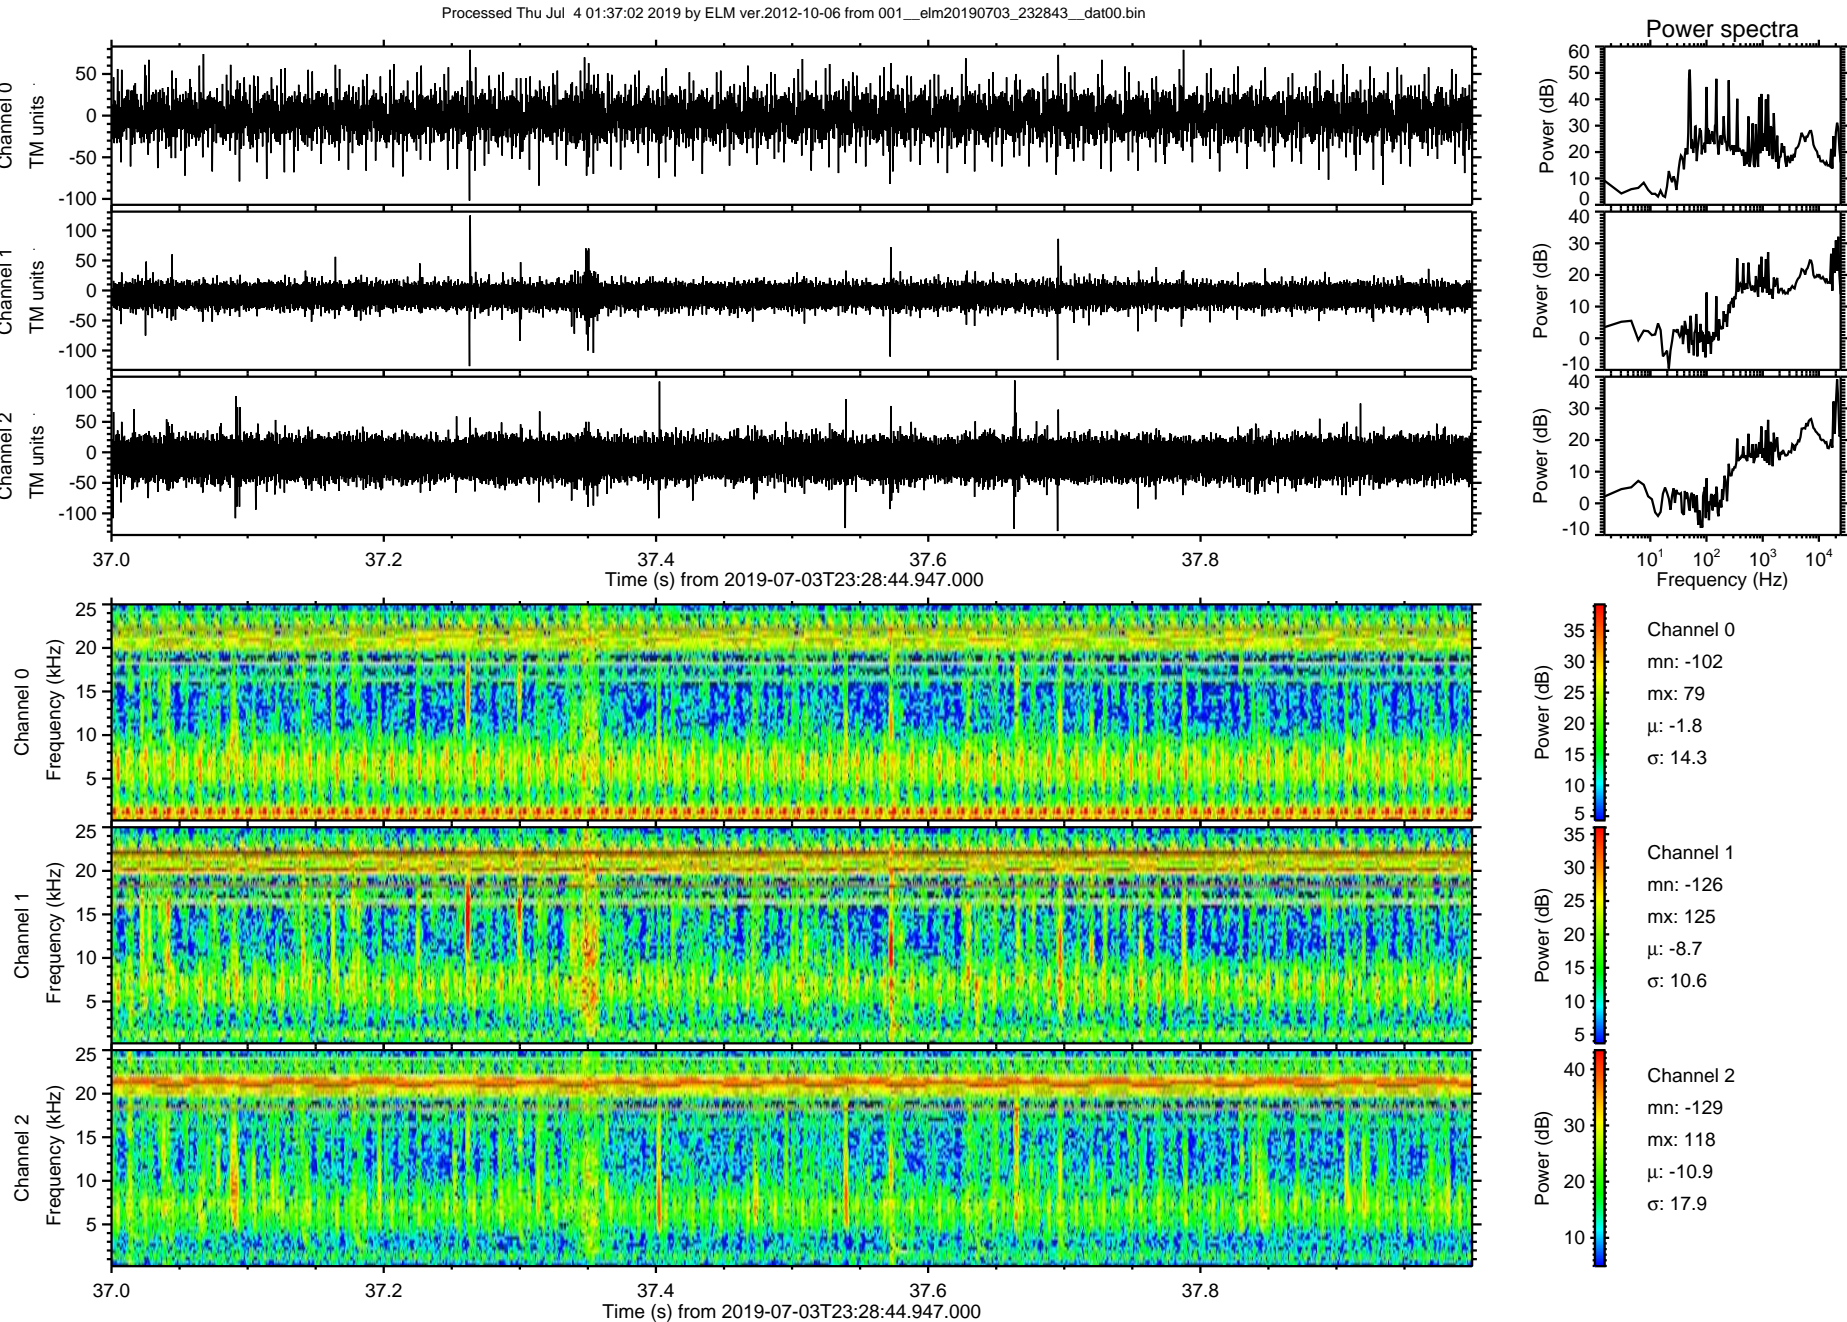 Processed Thu Jul  4 01:37:02 2019 by ELM ver.2012-10-06 from 001__elm20190703_232843__dat00.bin
Power spectra
Channel 0
TM units
50
0
-50
-100
Power (dB)
60
50
40
30
20
10
0
Channel 1
TM units
100
50
0
-50
-100
Power (dB)
40
30
20
10
0
-10
Channel 2
TM units
100
50
0
-50
-100
Power (dB)
40
30
20
10
0
-10
37.0 37.2 37.4 37.6 37.8
Time (s) from 2019-07-03T23:28:44.947.000
10^1 10^2 10^3 10^4
Frequency (Hz)
Channel 0
Frequency (kHz)
25
20
15
10
5
Power (dB)
35
30
25
20
15
10
5
Channel 0
mn: -102
mx: 79
μ: -1.8
σ: 14.3
Channel 1
Frequency (kHz)
25
20
15
10
5
Power (dB)
35
30
25
20
15
10
5
Channel 1
mn: -126
mx: 125
μ: -8.7
σ: 10.6
Channel 2
Frequency (kHz)
25
20
15
10
5
Power (dB)
40
30
20
10
Channel 2
mn: -129
mx: 118
μ: -10.9
σ: 17.9
37.0 37.2 37.4 37.6 37.8
Time (s) from 2019-07-03T23:28:44.947.000